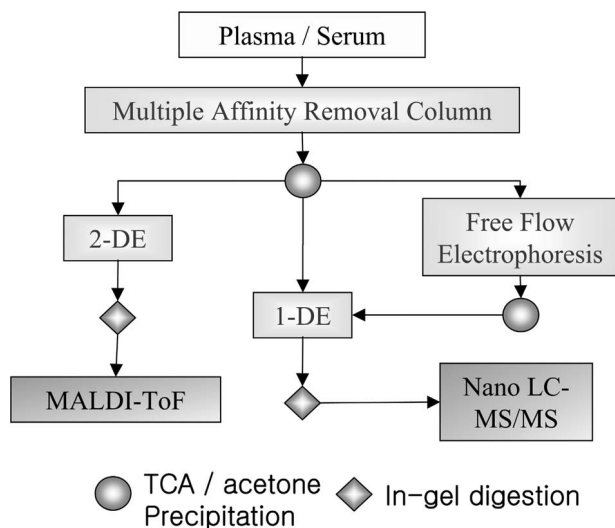 Plasma / Serum
Multiple Affinity Removal Column
2-DE
Free Flow
Electrophoresis
1-DE
MALDI-ToF
Nano LC-
MS/MS
TCA / acetone
Precipitation
In-gel digestion